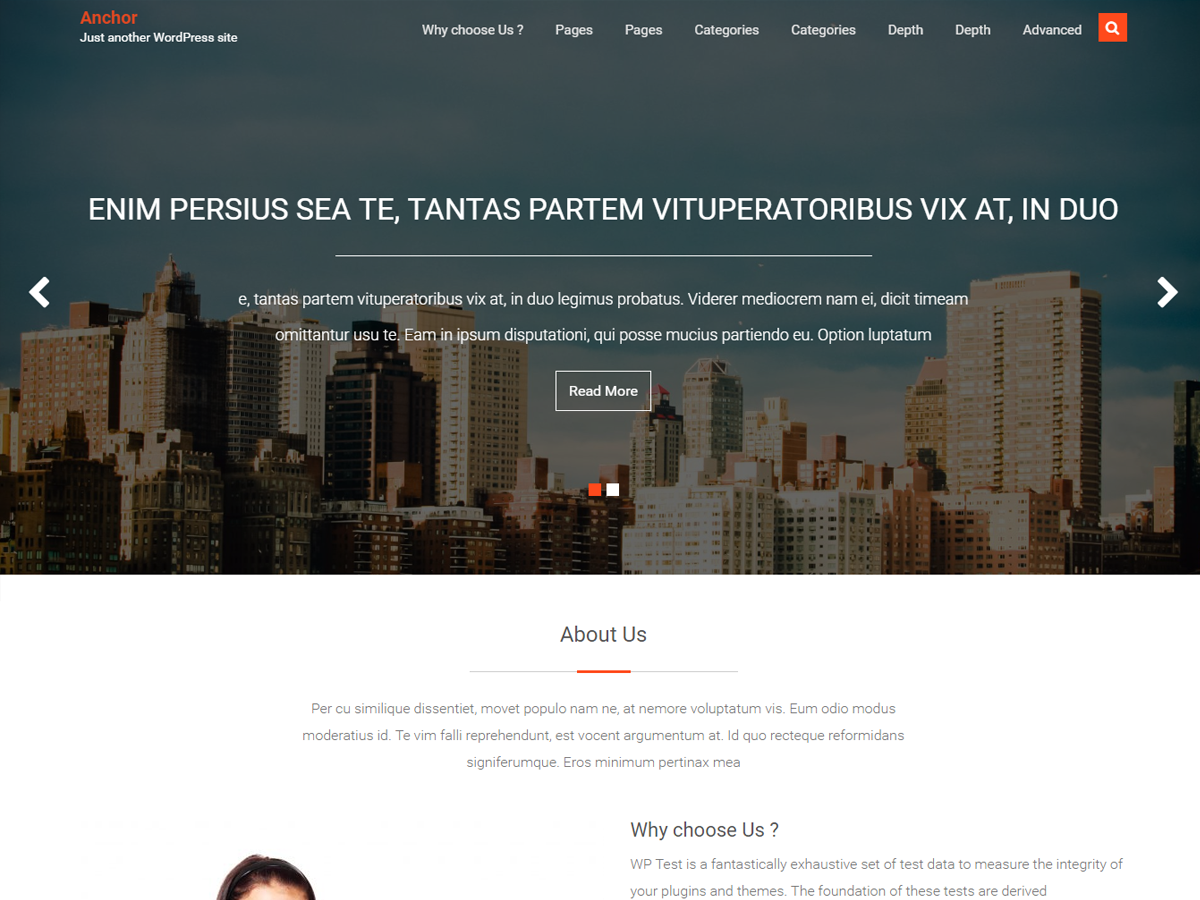 Anchor
Just another WordPress site
Why choose Us ? Pages Pages Categories Categories Depth Depth Advanced
ENIM PERSIUS SEA TE, TANTAS PARTEM VITUPERATORIBUS VIX AT, IN DUO
e, tantas partem vituperatoribus vix at, in duo legimus probatus. Viderer mediocrem nam ei, dicit timeam
omittantur usu te. Eam in ipsum disputationi, qui posse mucius partiendo eu. Option luptatum
Read More
About Us
Per cu similique dissentiet, movet populo nam ne, at nemore voluptatum vis. Eum odio modus
moderatius id. Te vim falli reprehendunt, est vocent argumentum at. Id quo recteque reformidans
signiferumque. Eros minimum pertinax mea
Why choose Us ?
WP Test is a fantastically exhaustive set of test data to measure the integrity of
your plugins and themes. The foundation of these tests are derived